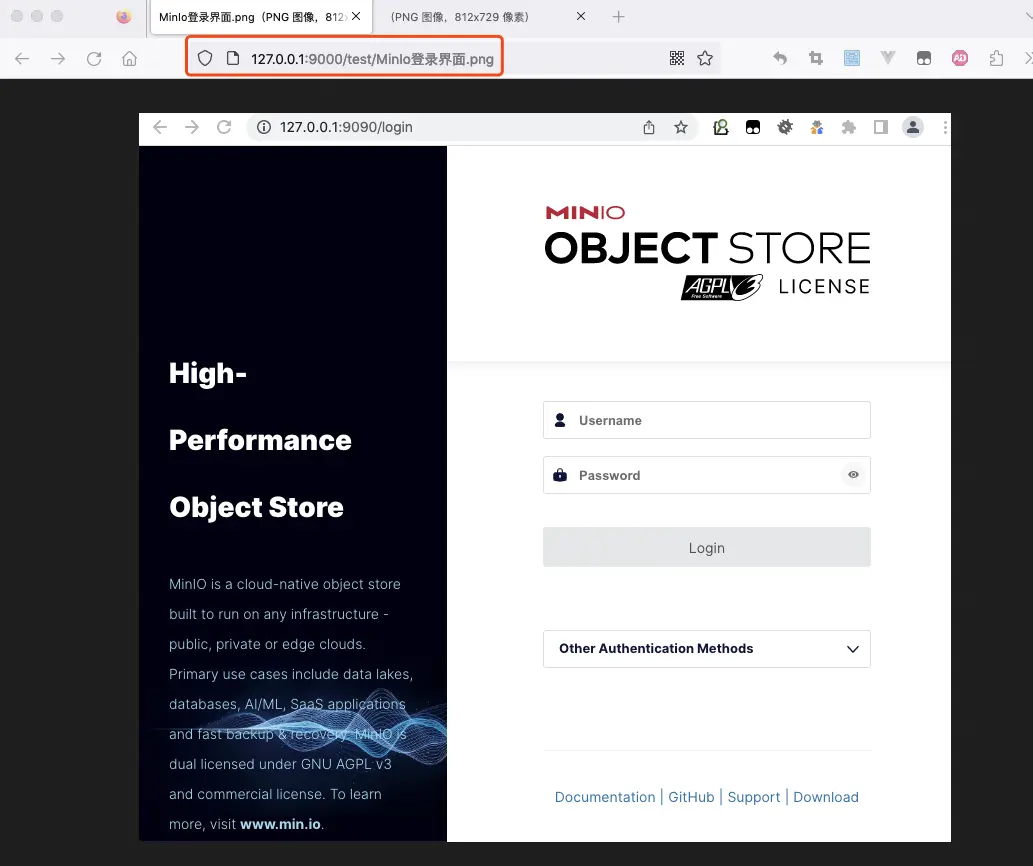 MinIo登录界面.png（PNG 图像，812
（PNG 图像，812x729 像素）
127.0.0.1:9000/test/MinIo登录界面.png
127.0.0.1:9090/login
MINIO
OBJECT STORE
AGPL v3
Free Software
LICENSE
High-
Performance
Object Store
MinIO is a cloud-native object store
built to run on any infrastructure -
public, private or edge clouds.
Primary use cases include data lakes,
databases, AI/ML, SaaS applications
and fast backup & recovery. MinIO is
dual licensed under GNU AGPL v3
and commercial license. To learn
more, visit www.min.io.
Username
Password
Login
Other Authentication Methods
Documentation | GitHub | Support | Download